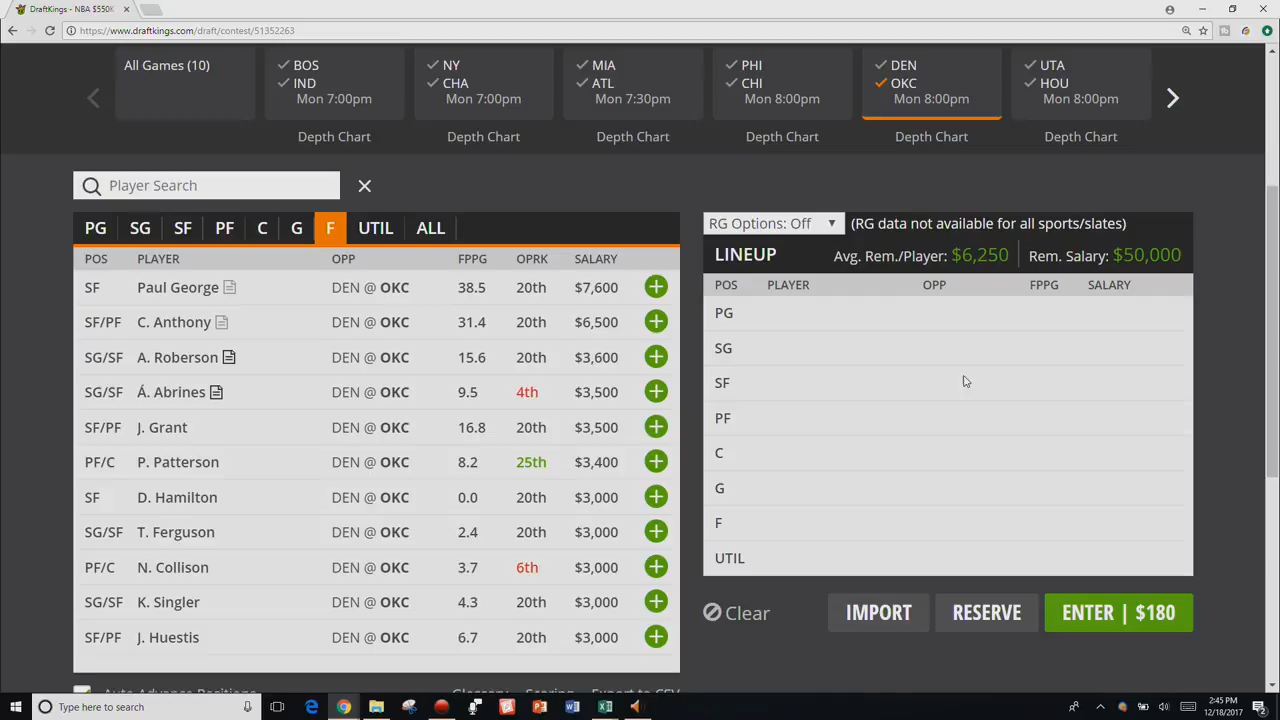 DraftKings - NBA $550K
https://www.draftkings.com/draft/contest/51352263
All Games (10)
BOS
IND
Mon 7:00pm
Depth Chart
NY
CHA
Mon 7:00pm
Depth Chart
MIA
ATL
Mon 7:30pm
Depth Chart
PHI
CHI
Mon 8:00pm
Depth Chart
DEN
OKC
Mon 8:00pm
Depth Chart
UTA
HOU
Mon 8:00pm
Depth Chart
Player Search
PG SG SF PF C G F UTIL ALL
POS PLAYER OPP FPPG OPRK SALARY
SF Paul George DEN @ OKC 38.5 20th $7,600
SF/PF C. Anthony DEN @ OKC 31.4 20th $6,500
SG/SF A. Roberson DEN @ OKC 15.6 20th $3,600
SG/SF Á. Abrines DEN @ OKC 9.5 4th $3,500
SF/PF J. Grant DEN @ OKC 16.8 20th $3,500
PF/C P. Patterson DEN @ OKC 8.2 25th $3,400
SF D. Hamilton DEN @ OKC 0.0 20th $3,000
SG/SF T. Ferguson DEN @ OKC 2.4 20th $3,000
PF/C N. Collison DEN @ OKC 3.7 6th $3,000
SG/SF K. Singler DEN @ OKC 4.3 20th $3,000
SF/PF J. Huestis DEN @ OKC 6.7 20th $3,000
Auto Advance Positions Glossary Scoring Export to CSV
RG Options: Off (RG data not available for all sports/slates)
LINEUP Avg. Rem./Player: $6,250 Rem. Salary: $50,000
POS PLAYER OPP FPPG SALARY
PG
SG
SF
PF
C
G
F
UTIL
Clear IMPORT RESERVE ENTER | $180
Type here to search
2:45 PM
12/18/2017